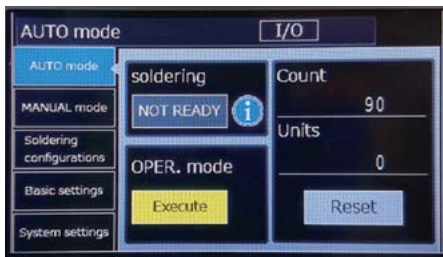 AUTO mode
I/O
AUTO mode
MANUAL mode
Soldering
configurations
Basic settings
System settings
soldering
NOT READY
i
OPER. mode
Execute
Count
90
Units
0
Reset